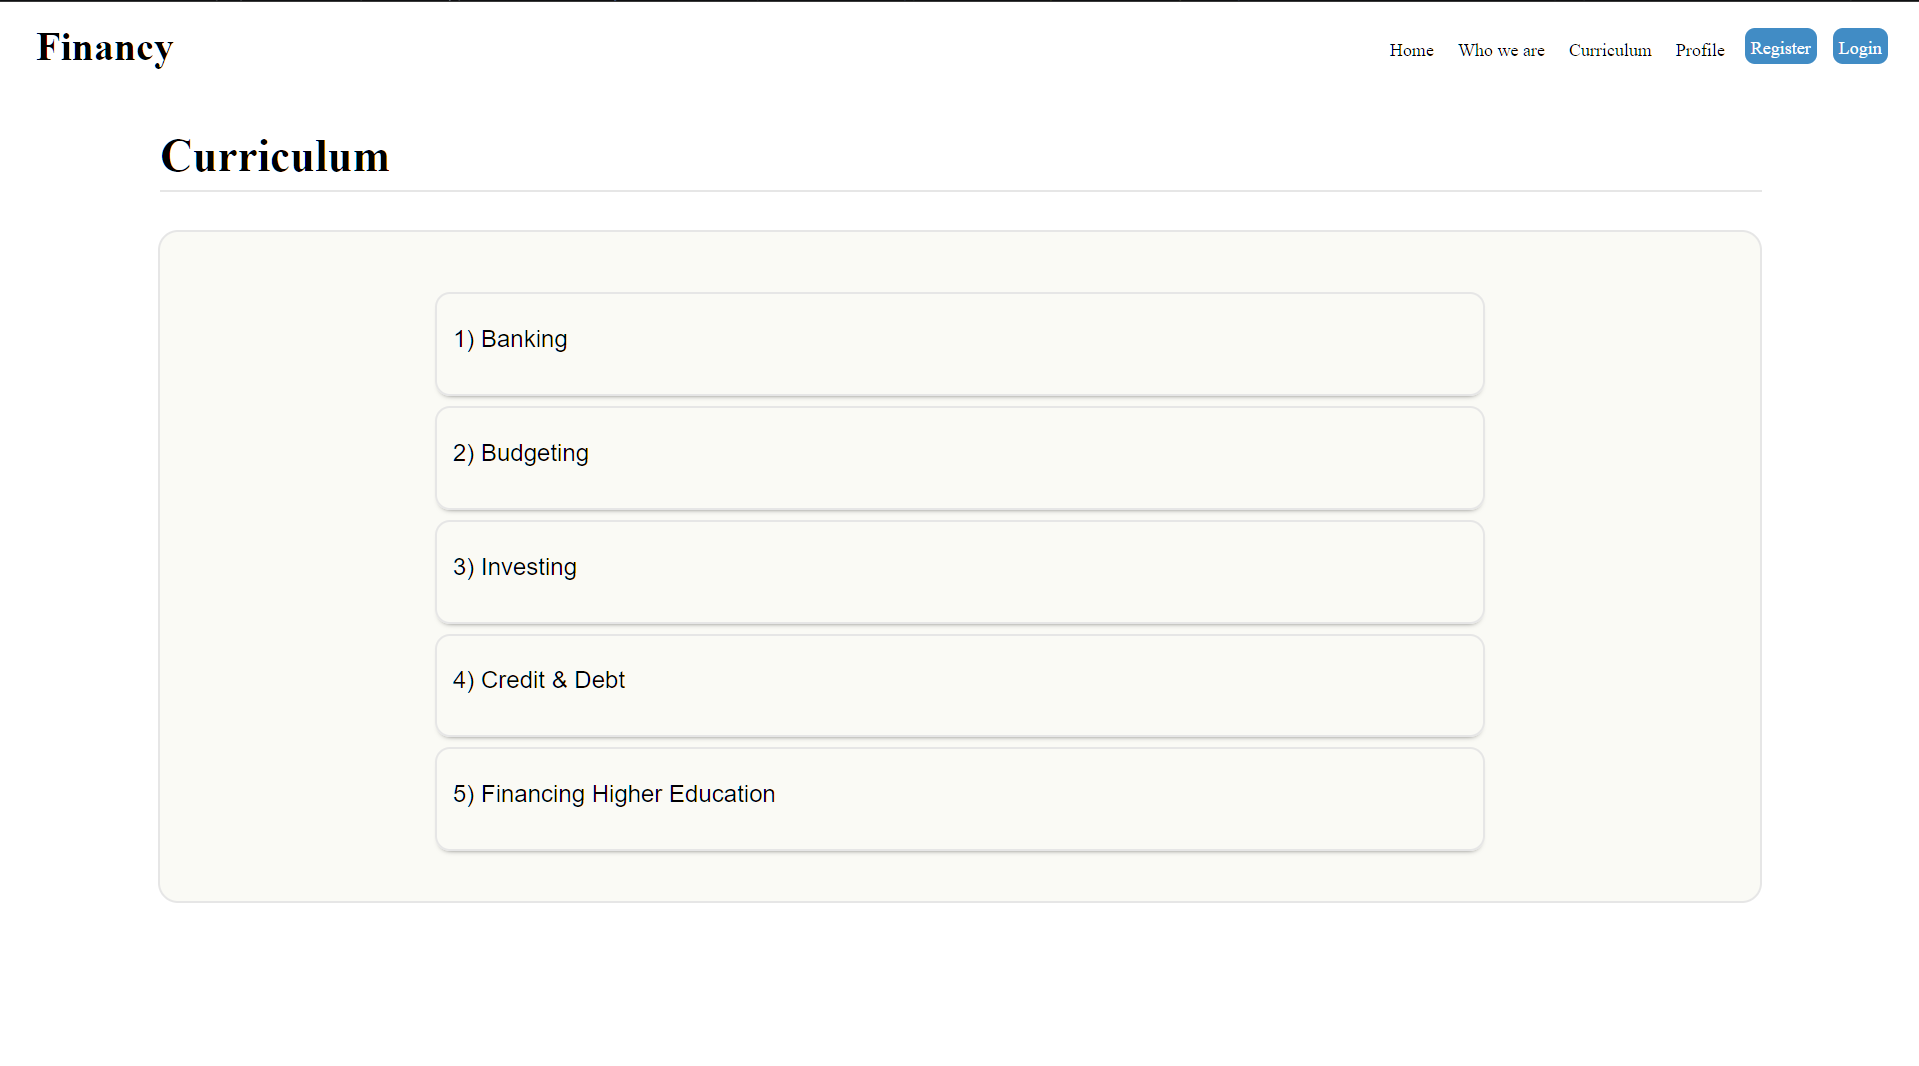 Financy
Home Who we are Curriculum Profile Register Login
Curriculum
1) Banking
2) Budgeting
3) Investing
4) Credit & Debt
5) Financing Higher Education